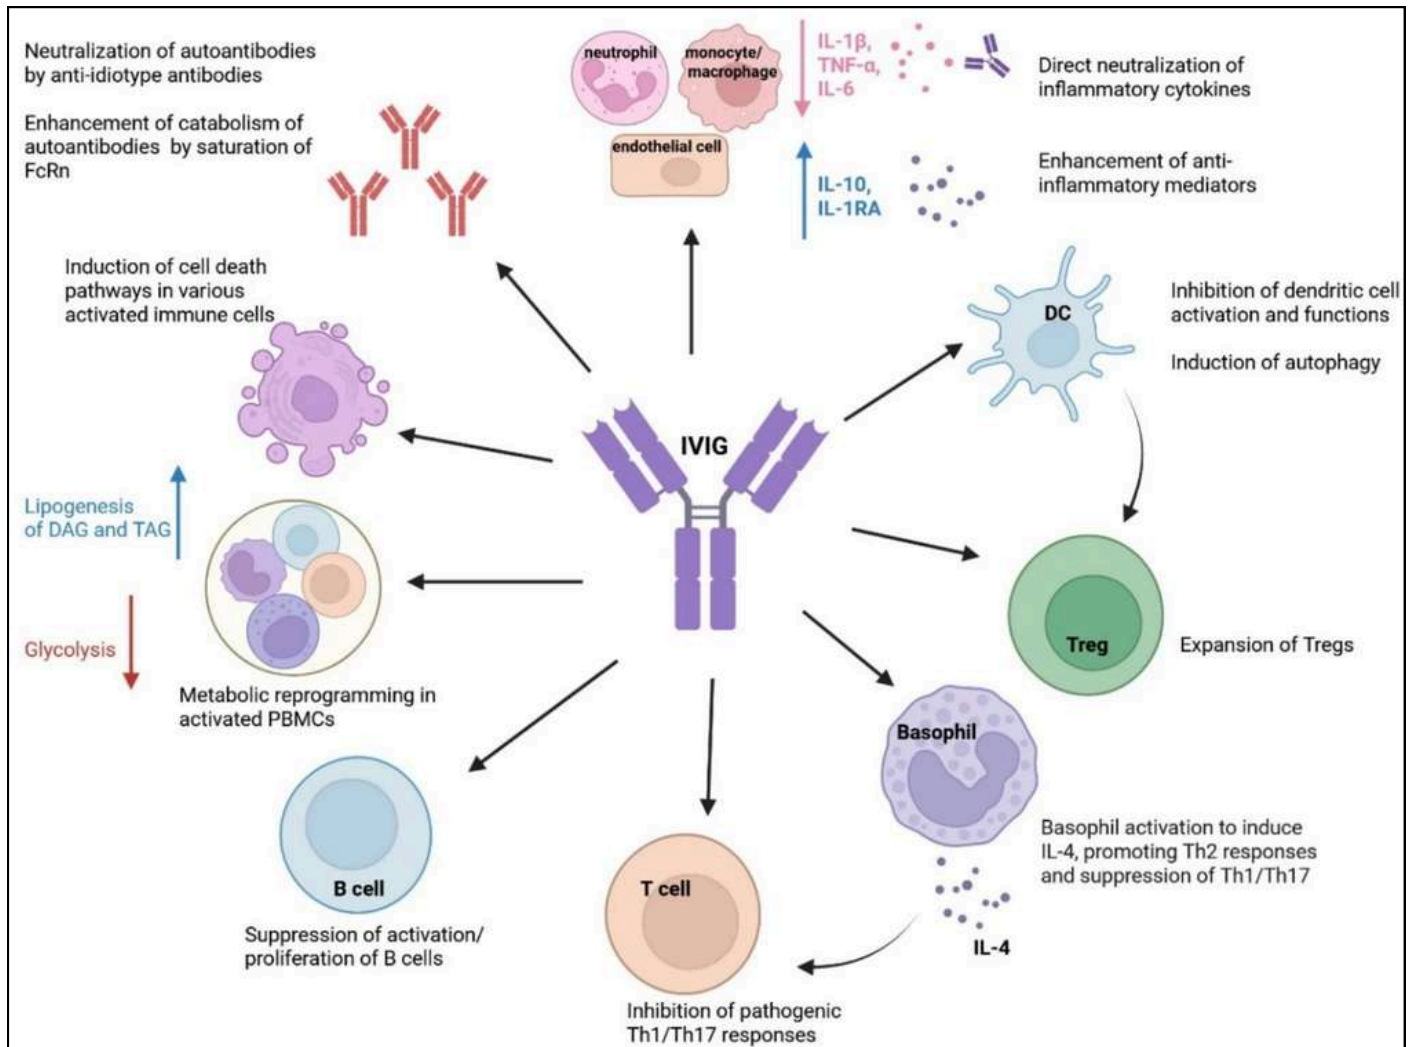 Neutralization of autoantibodies
by anti-idiotype antibodies
Enhancement of catabolism of
autoantibodies by saturation of
FcRn
neutrophil
monocyte/
macrophage
endothelial cell
IL-1β,
TNF-α,
IL-6
Direct neutralization of
inflammatory cytokines
IL-10,
IL-1RA
Enhancement of anti-
inflammatory mediators
Induction of cell death
pathways in various
activated immune cells
DC
Inhibition of dendritic cell
activation and functions
Induction of autophagy
IVIG
Lipogenesis
of DAG and TAG
Glycolysis
Metabolic reprogramming in
activated PBMCs
Treg
Expansion of Tregs
Basophil
Basophil activation to induce
IL-4, promoting Th2 responses
and suppression of Th1/Th17
IL-4
B cell
Suppression of activation/
proliferation of B cells
T cell
Inhibition of pathogenic
Th1/Th17 responses